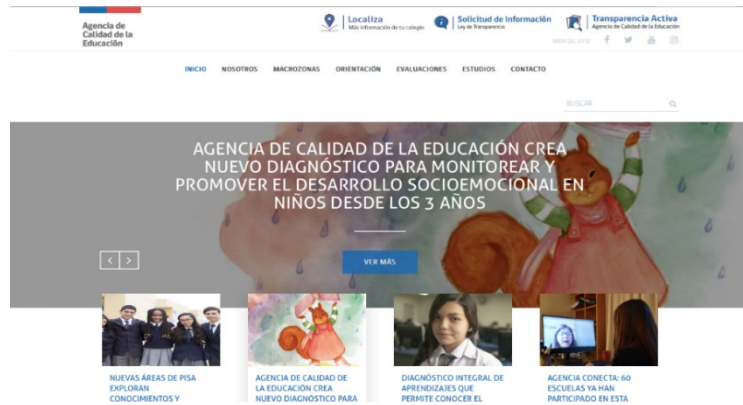 Agencia de
Calidad de la
Educación
Localiza
Más información de tu colegio
Solicitud de Información
Ley de Transparencia
Transparencia Activa
Agencia de Calidad de la Educación
MAPA DEL SITIO
INICIO NOSOTROS MACROZONAS ORIENTACIÓN EVALUACIONES ESTUDIOS CONTACTO
BUSCAR
AGENCIA DE CALIDAD DE LA EDUCACIÓN CREA
NUEVO DIAGNÓSTICO PARA MONITOREAR Y
PROMOVER EL DESARROLLO SOCIOEMOCIONAL EN
NIÑOS DESDE LOS 3 AÑOS
VER MÁS
NUEVAS ÁREAS DE PISA
EXPLORAN
CONOCIMIENTOS Y
AGENCIA DE CALIDAD DE
LA EDUCACIÓN CREA
NUEVO DIAGNÓSTICO PARA
DIAGNÓSTICO INTEGRAL DE
APRENDIZAJES QUE
PERMITE CONOCER EL
AGENCIA CONECTA: 60
ESCUELAS YA HAN
PARTICIPADO EN ESTA